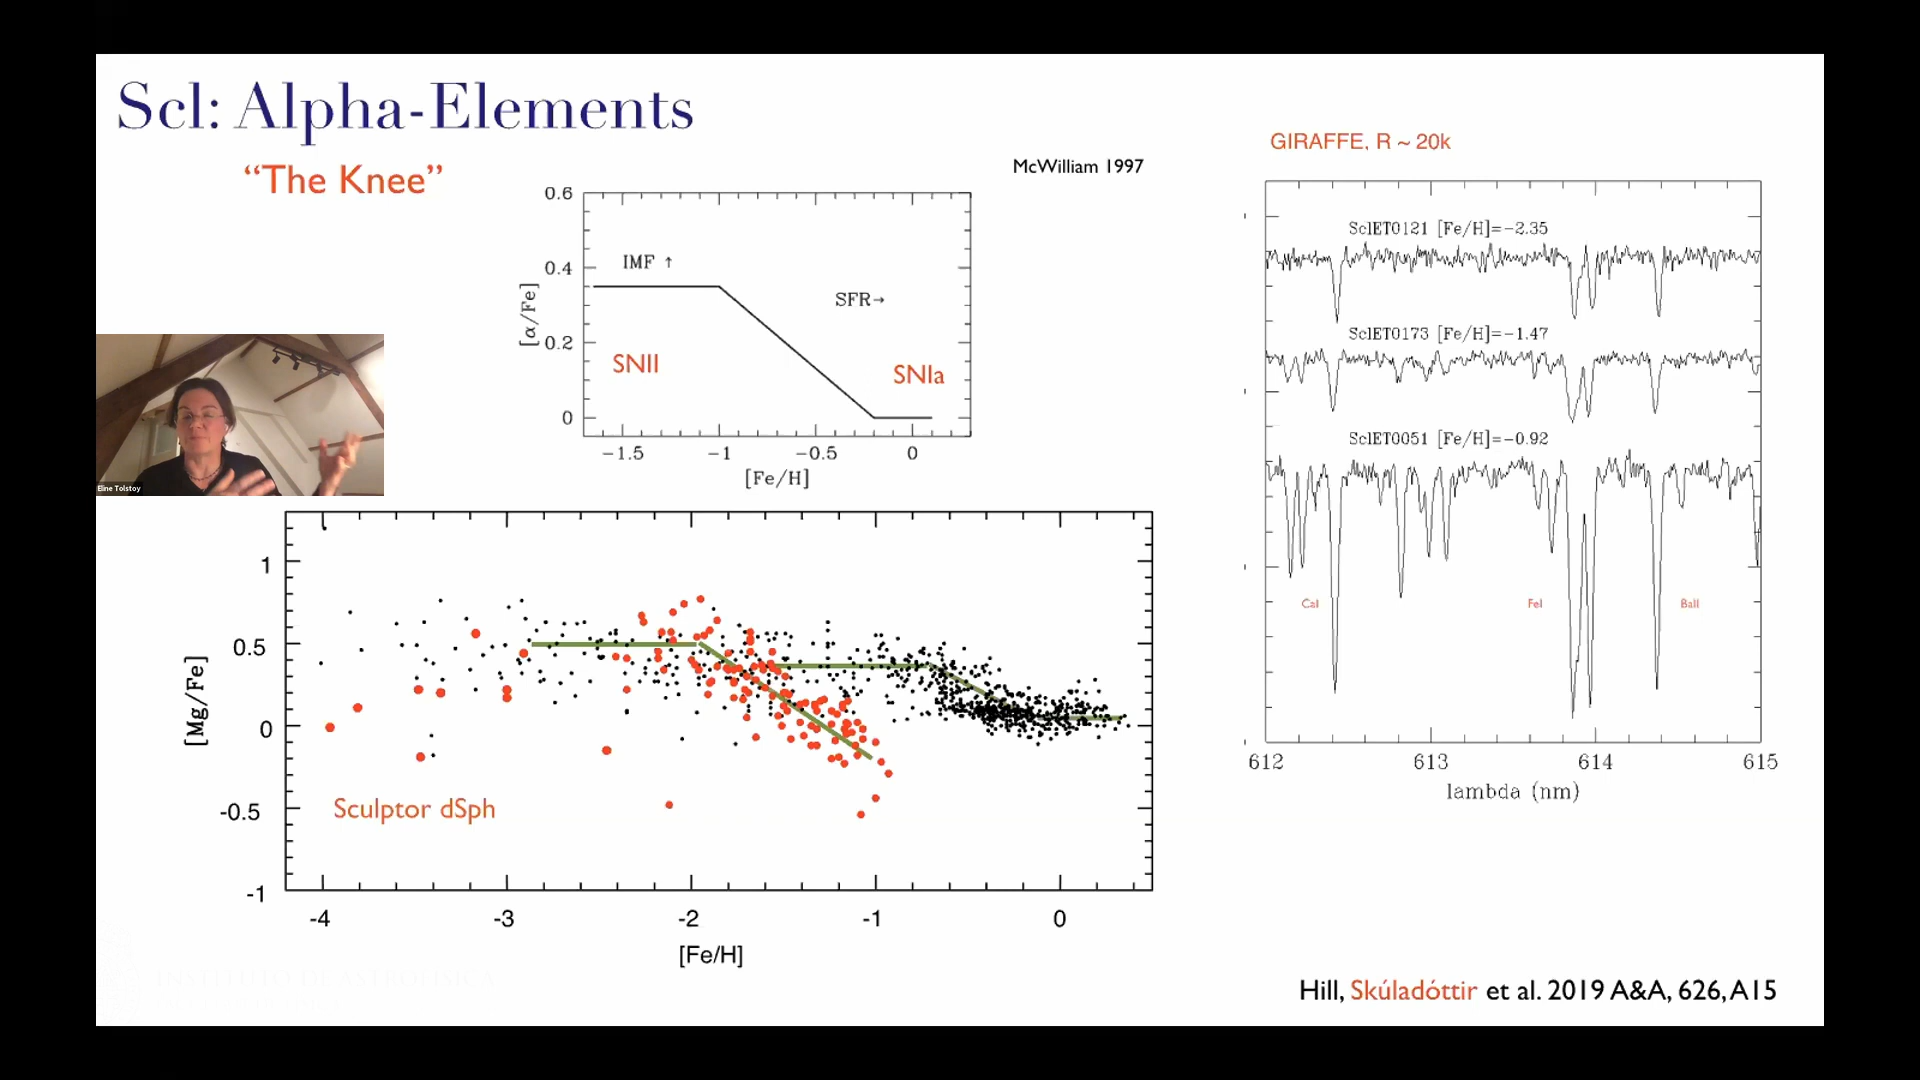 Scl: Alpha-Elements
“The Knee”
McWilliam 1997
0.6
0.4
0.2
0
[α/Fe]
IMF ↑
SFR→
SNII
SNIa
−1.5
−1
−0.5
0
[Fe/H]
Eline Tolstoy
1
0.5
0
-0.5
-1
[Mg/Fe]
Sculptor dSph
-4
-3
-2
-1
0
[Fe/H]
GIRAFFE, R ~ 20k
SclET0121 [Fe/H]=−2.35
SclET0173 [Fe/H]=−1.47
SclET0051 [Fe/H]=−0.92
CaI
FeI
BaII
612
613
614
615
lambda (nm)
INSTITUTO DE ASTROFISICA
Hill, Skúladóttir et al. 2019 A&A, 626, A15